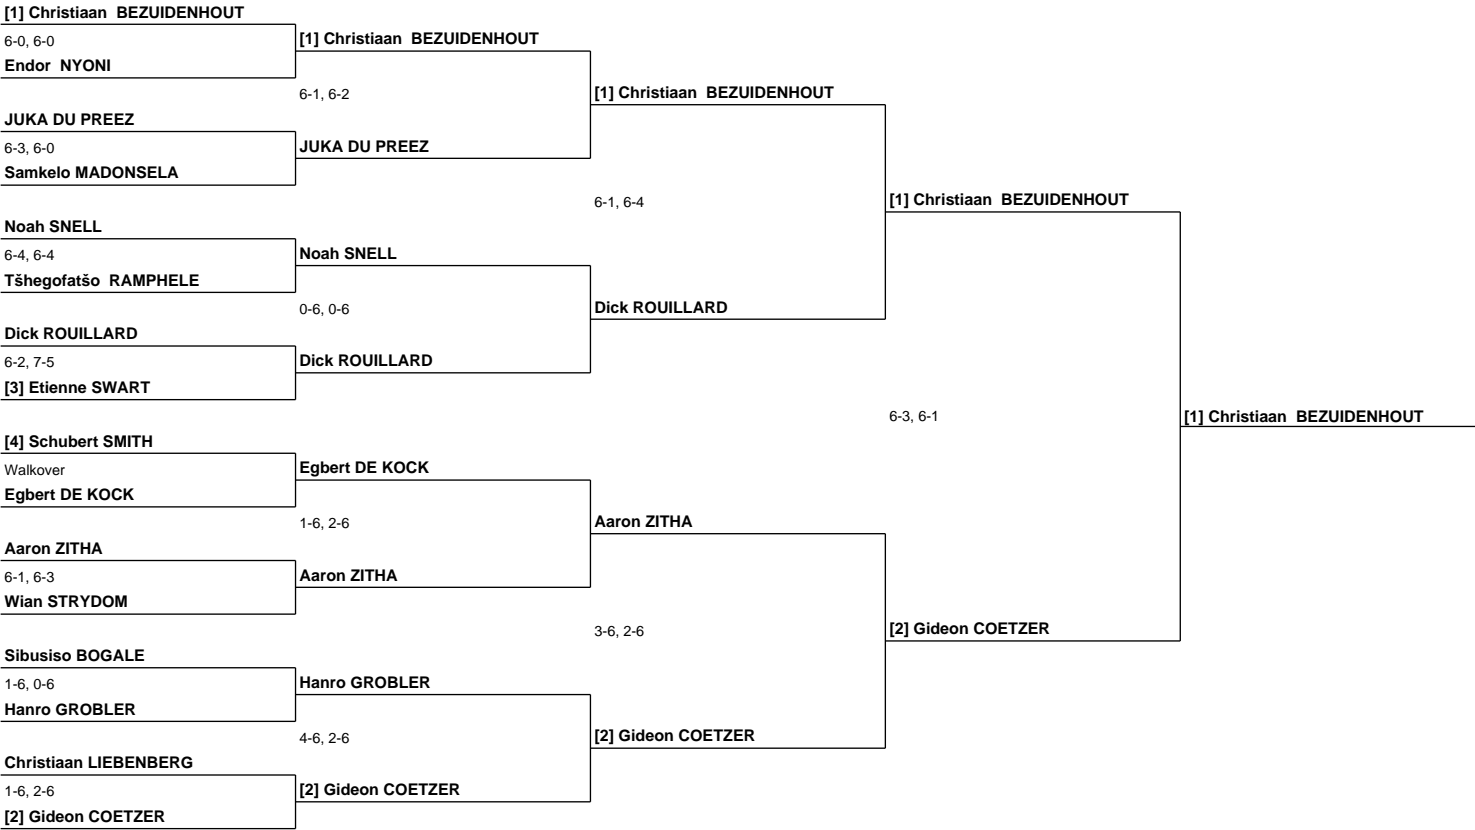 [1] Christiaan  BEZUIDENHOUT
6-0, 6-0
Endor  NYONI
JUKA DU PREEZ
6-3, 6-0
Samkelo MADONSELA
Noah SNELL
6-4, 6-4
Tšhegofatšo  RAMPHELE
Dick ROUILLARD
6-2, 7-5
[3] Etienne SWART
[4] Schubert SMITH
Walkover
Egbert DE KOCK
Aaron ZITHA
6-1, 6-3
Wian STRYDOM
Sibusiso BOGALE
1-6, 0-6
Hanro GROBLER
Christiaan LIEBENBERG
1-6, 2-6
[2] Gideon COETZER
[1] Christiaan  BEZUIDENHOUT
6-1, 6-2
JUKA DU PREEZ
Noah SNELL
0-6, 0-6
Dick ROUILLARD
Egbert DE KOCK
1-6, 2-6
Aaron ZITHA
Hanro GROBLER
4-6, 2-6
[2] Gideon COETZER
[1] Christiaan  BEZUIDENHOUT
6-1, 6-4
Dick ROUILLARD
Aaron ZITHA
3-6, 2-6
[2] Gideon COETZER
[1] Christiaan  BEZUIDENHOUT
6-3, 6-1
[2] Gideon COETZER
[1] Christiaan  BEZUIDENHOUT